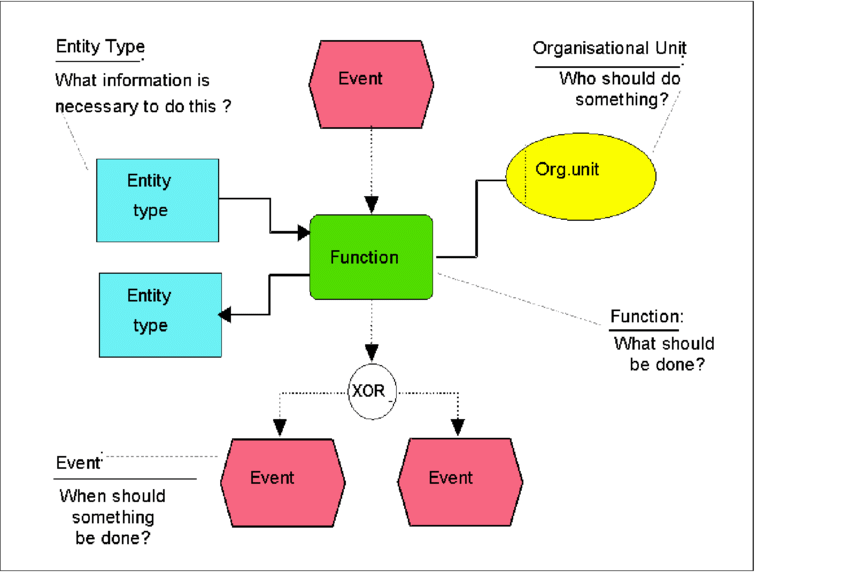 Entity Type:
What information is
necessary to do this ?
Event
Organisational Unit:
Who should do
something?
Entity
type
Org.unit
Function
Entity
type
Function:
What should
be done?
XOR
Event:
When should
something
be done?
Event
Event